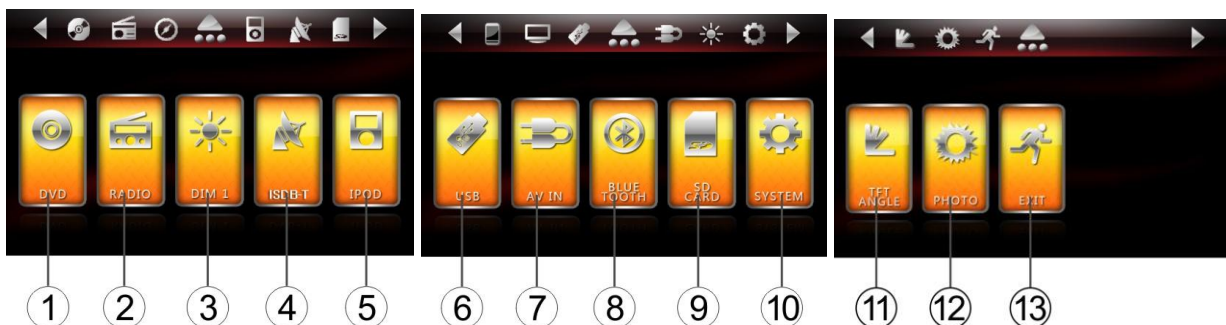 DVD
RADIO
DIM 1
ISDB-T
IPOD
USB
AV IN
BLUE
TOOTH
SD
CARD
SYSTEM
TFT
ANGLE
PHOTO
EXIT
1
2
3
4
5
6
7
8
9
10
11
12
13